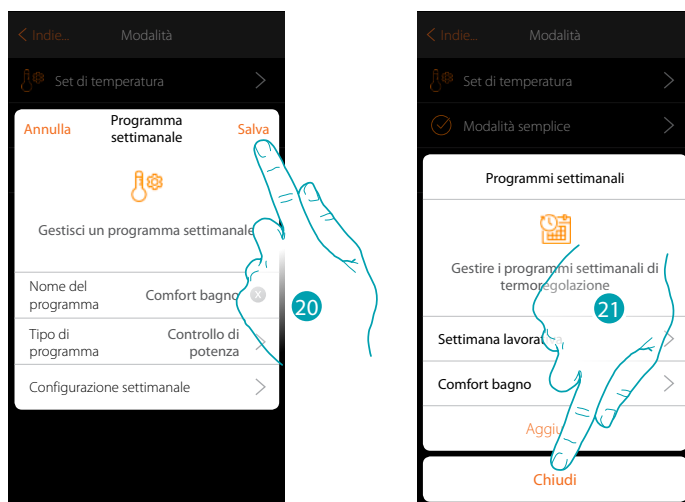 Indie...
Modalità
Set di temperatura
Annulla
Programma
settimanale
Salva
Gestisci un programma settimanale
Nome del
programma
Comfort bagno
Tipo di
programma
Controllo di
potenza
Configurazione settimanale
20
Indie...
Modalità
Set di temperatura
Modalità semplice
Programmi settimanali
Gestire i programmi settimanali di
termoregolazione
21
Settimana
Comfort bagno
Chiudi